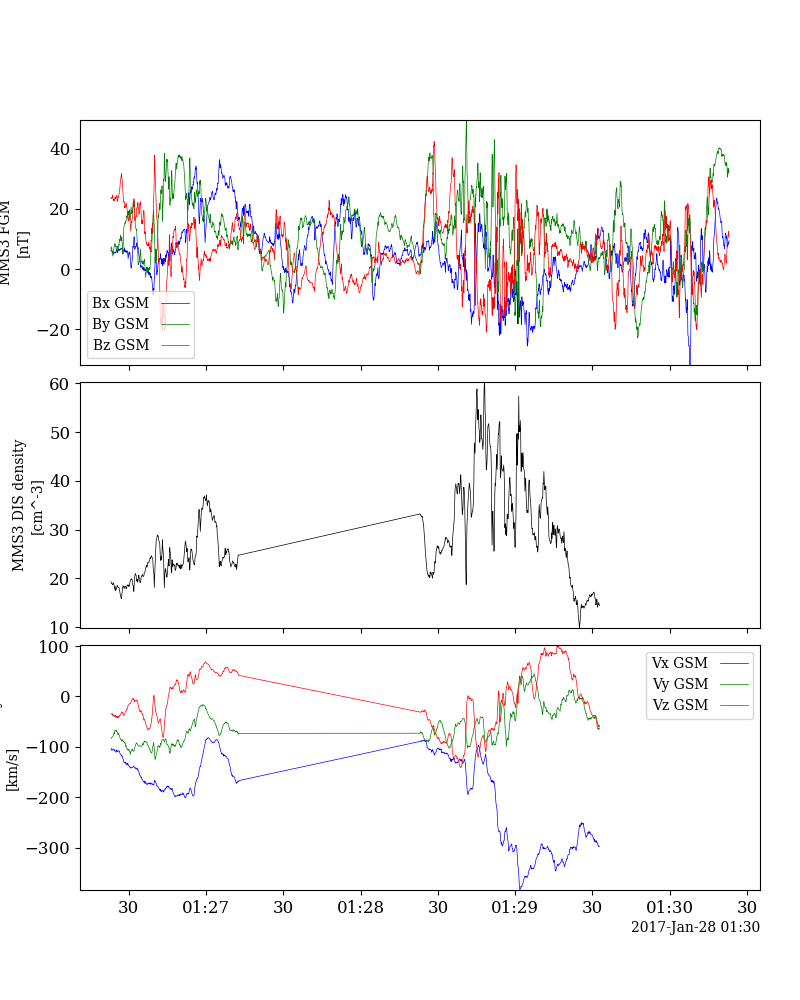 40
20
0
−20
MMS3 FGM
[nT]
Bx GSM
By GSM
Bz GSM
60
50
40
30
20
10
MMS3 DIS density
[cm^-3]
100
0
−100
−200
−300
[km/s]
Vx GSM
Vy GSM
Vz GSM
30 01:27 30 01:28 30 01:29 30 01:30 30
2017-Jan-28 01:30